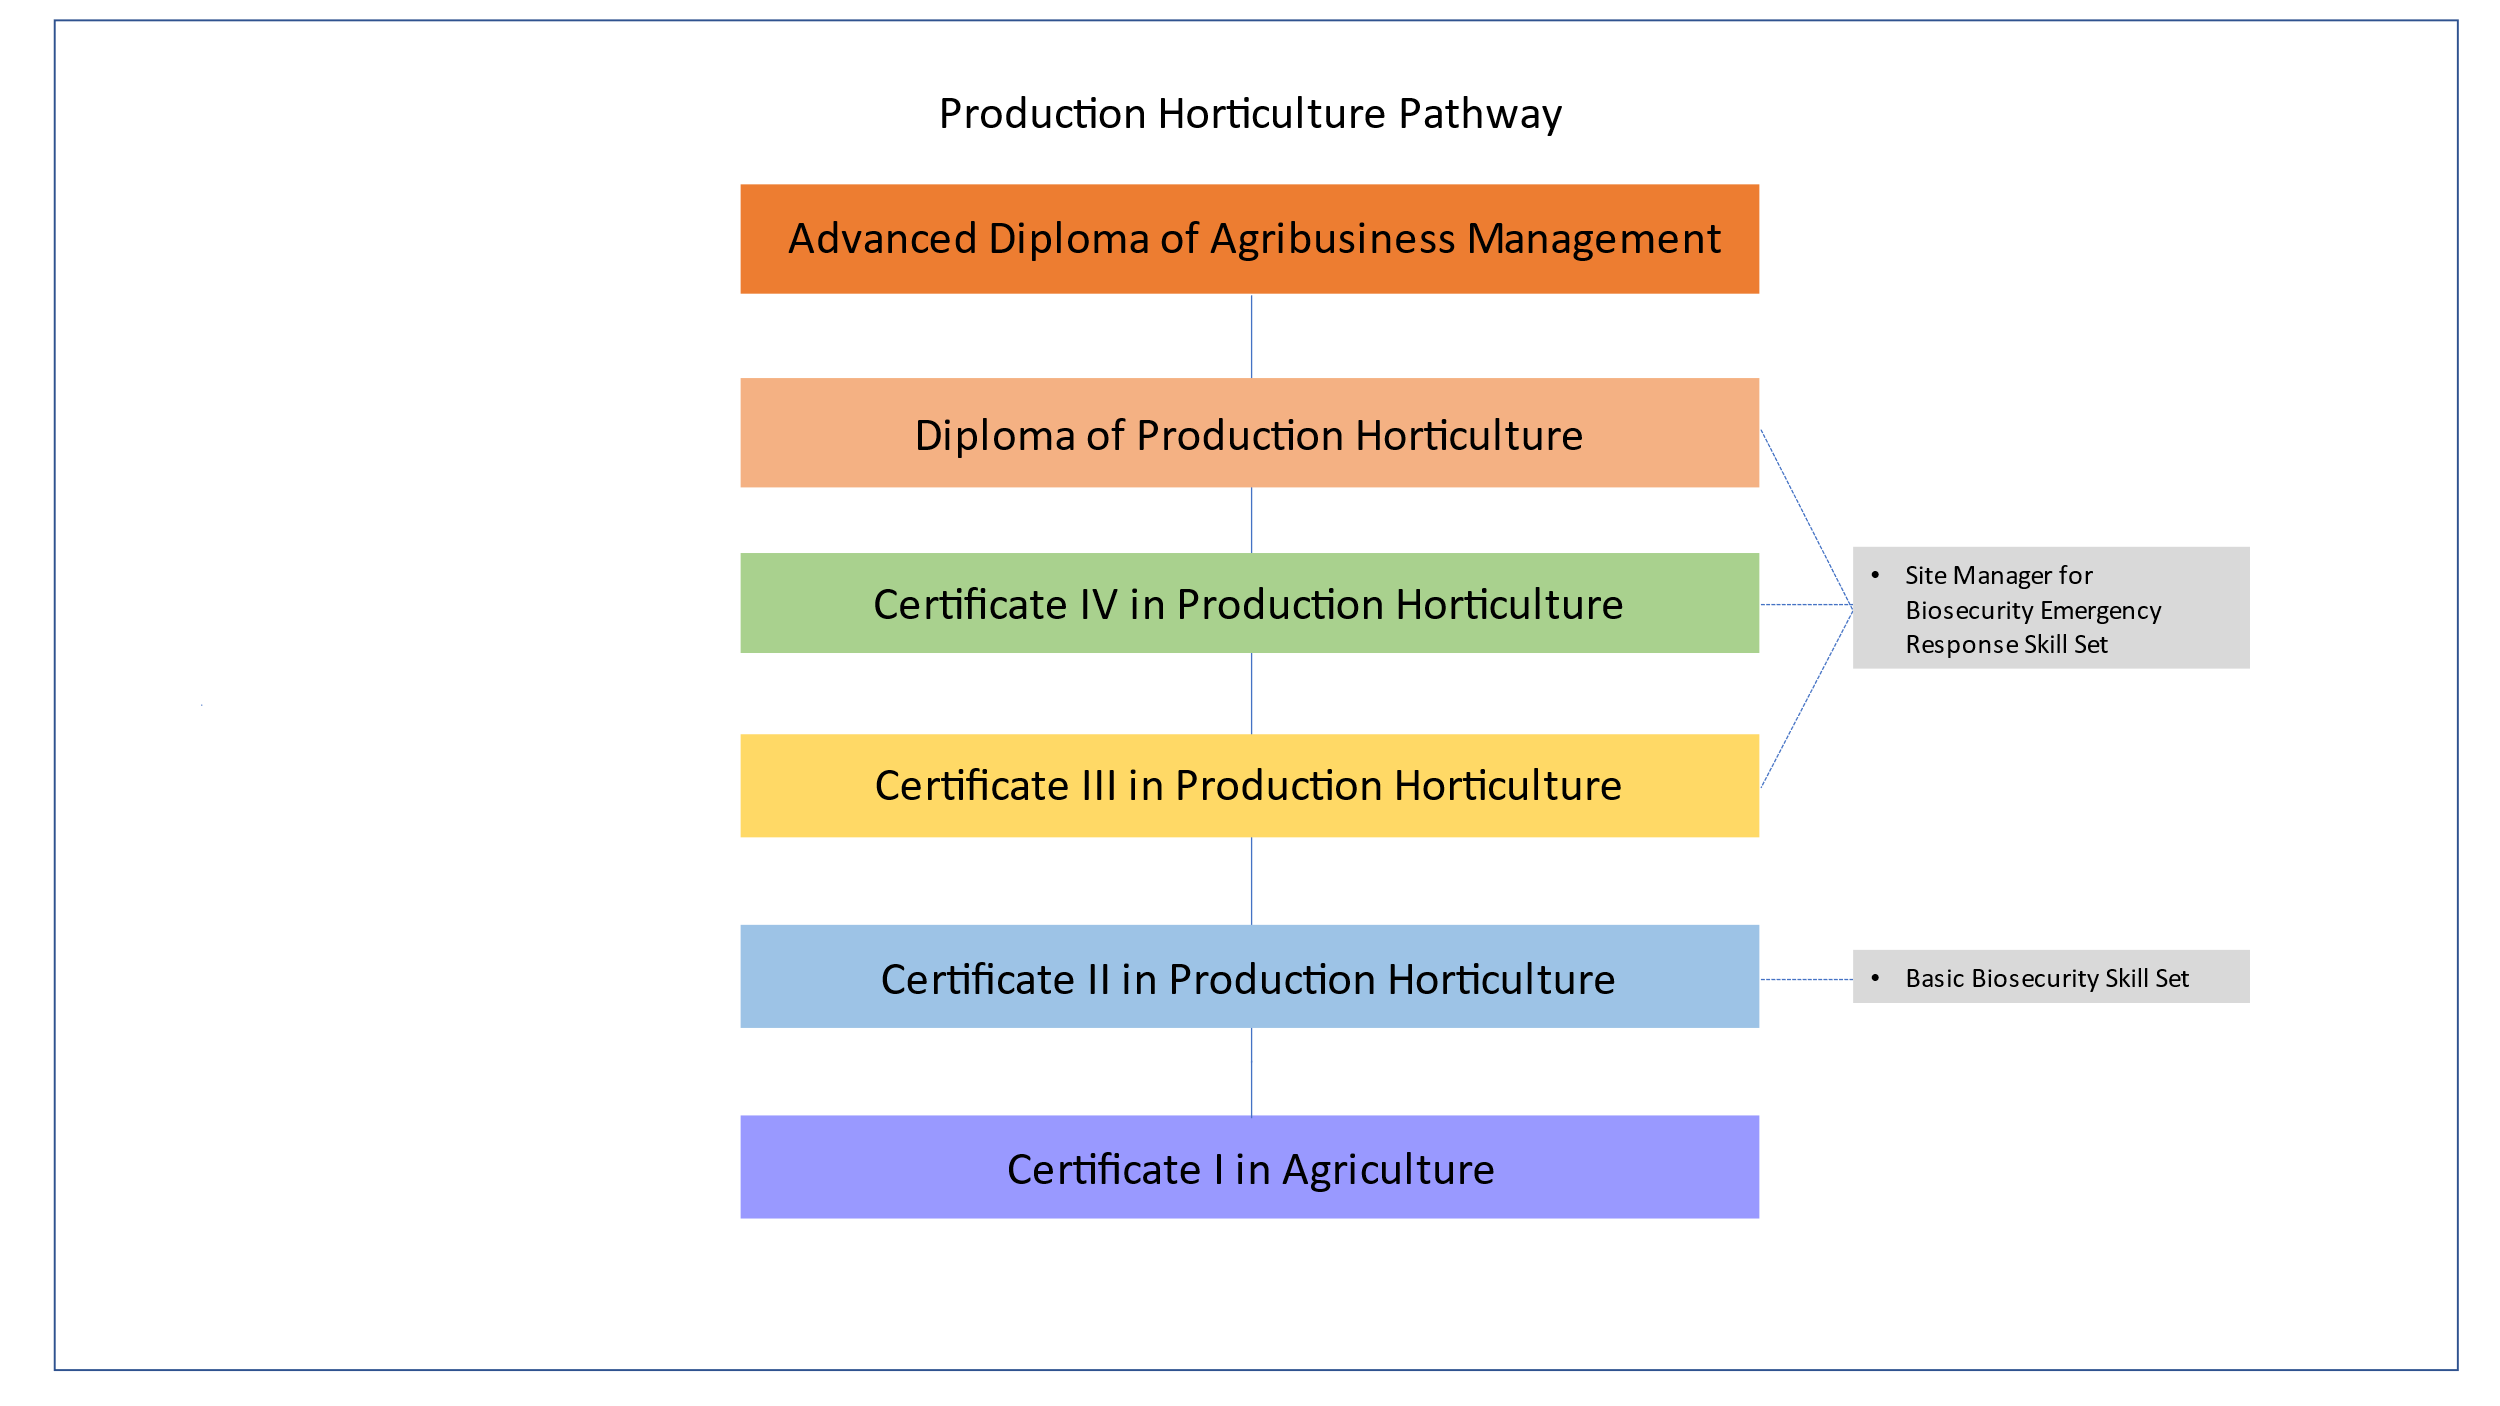 Production Horticulture Pathway
Advanced Diploma of Agribusiness Management
Diploma of Production Horticulture
Certificate IV in Production Horticulture
• Site Manager for
Biosecurity Emergency
Response Skill Set
Certificate III in Production Horticulture
Certificate II in Production Horticulture
• Basic Biosecurity Skill Set
Certificate I in Agriculture